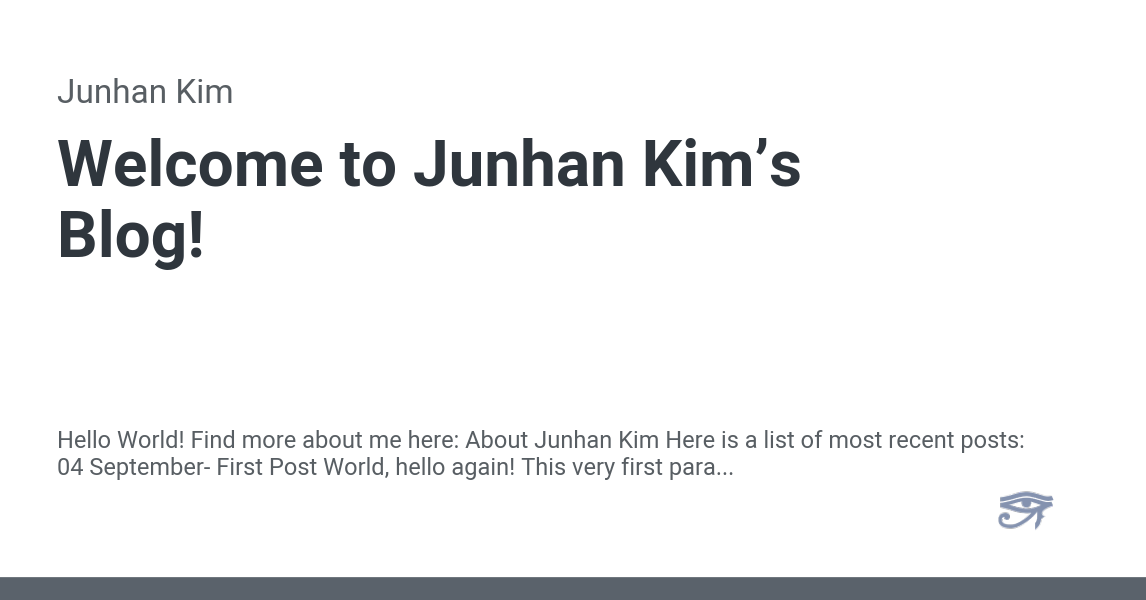 Junhan Kim
Welcome to Junhan Kim’s
Blog!
Hello World! Find more about me here: About Junhan Kim Here is a list of most recent posts:
04 September- First Post World, hello again! This very first para...